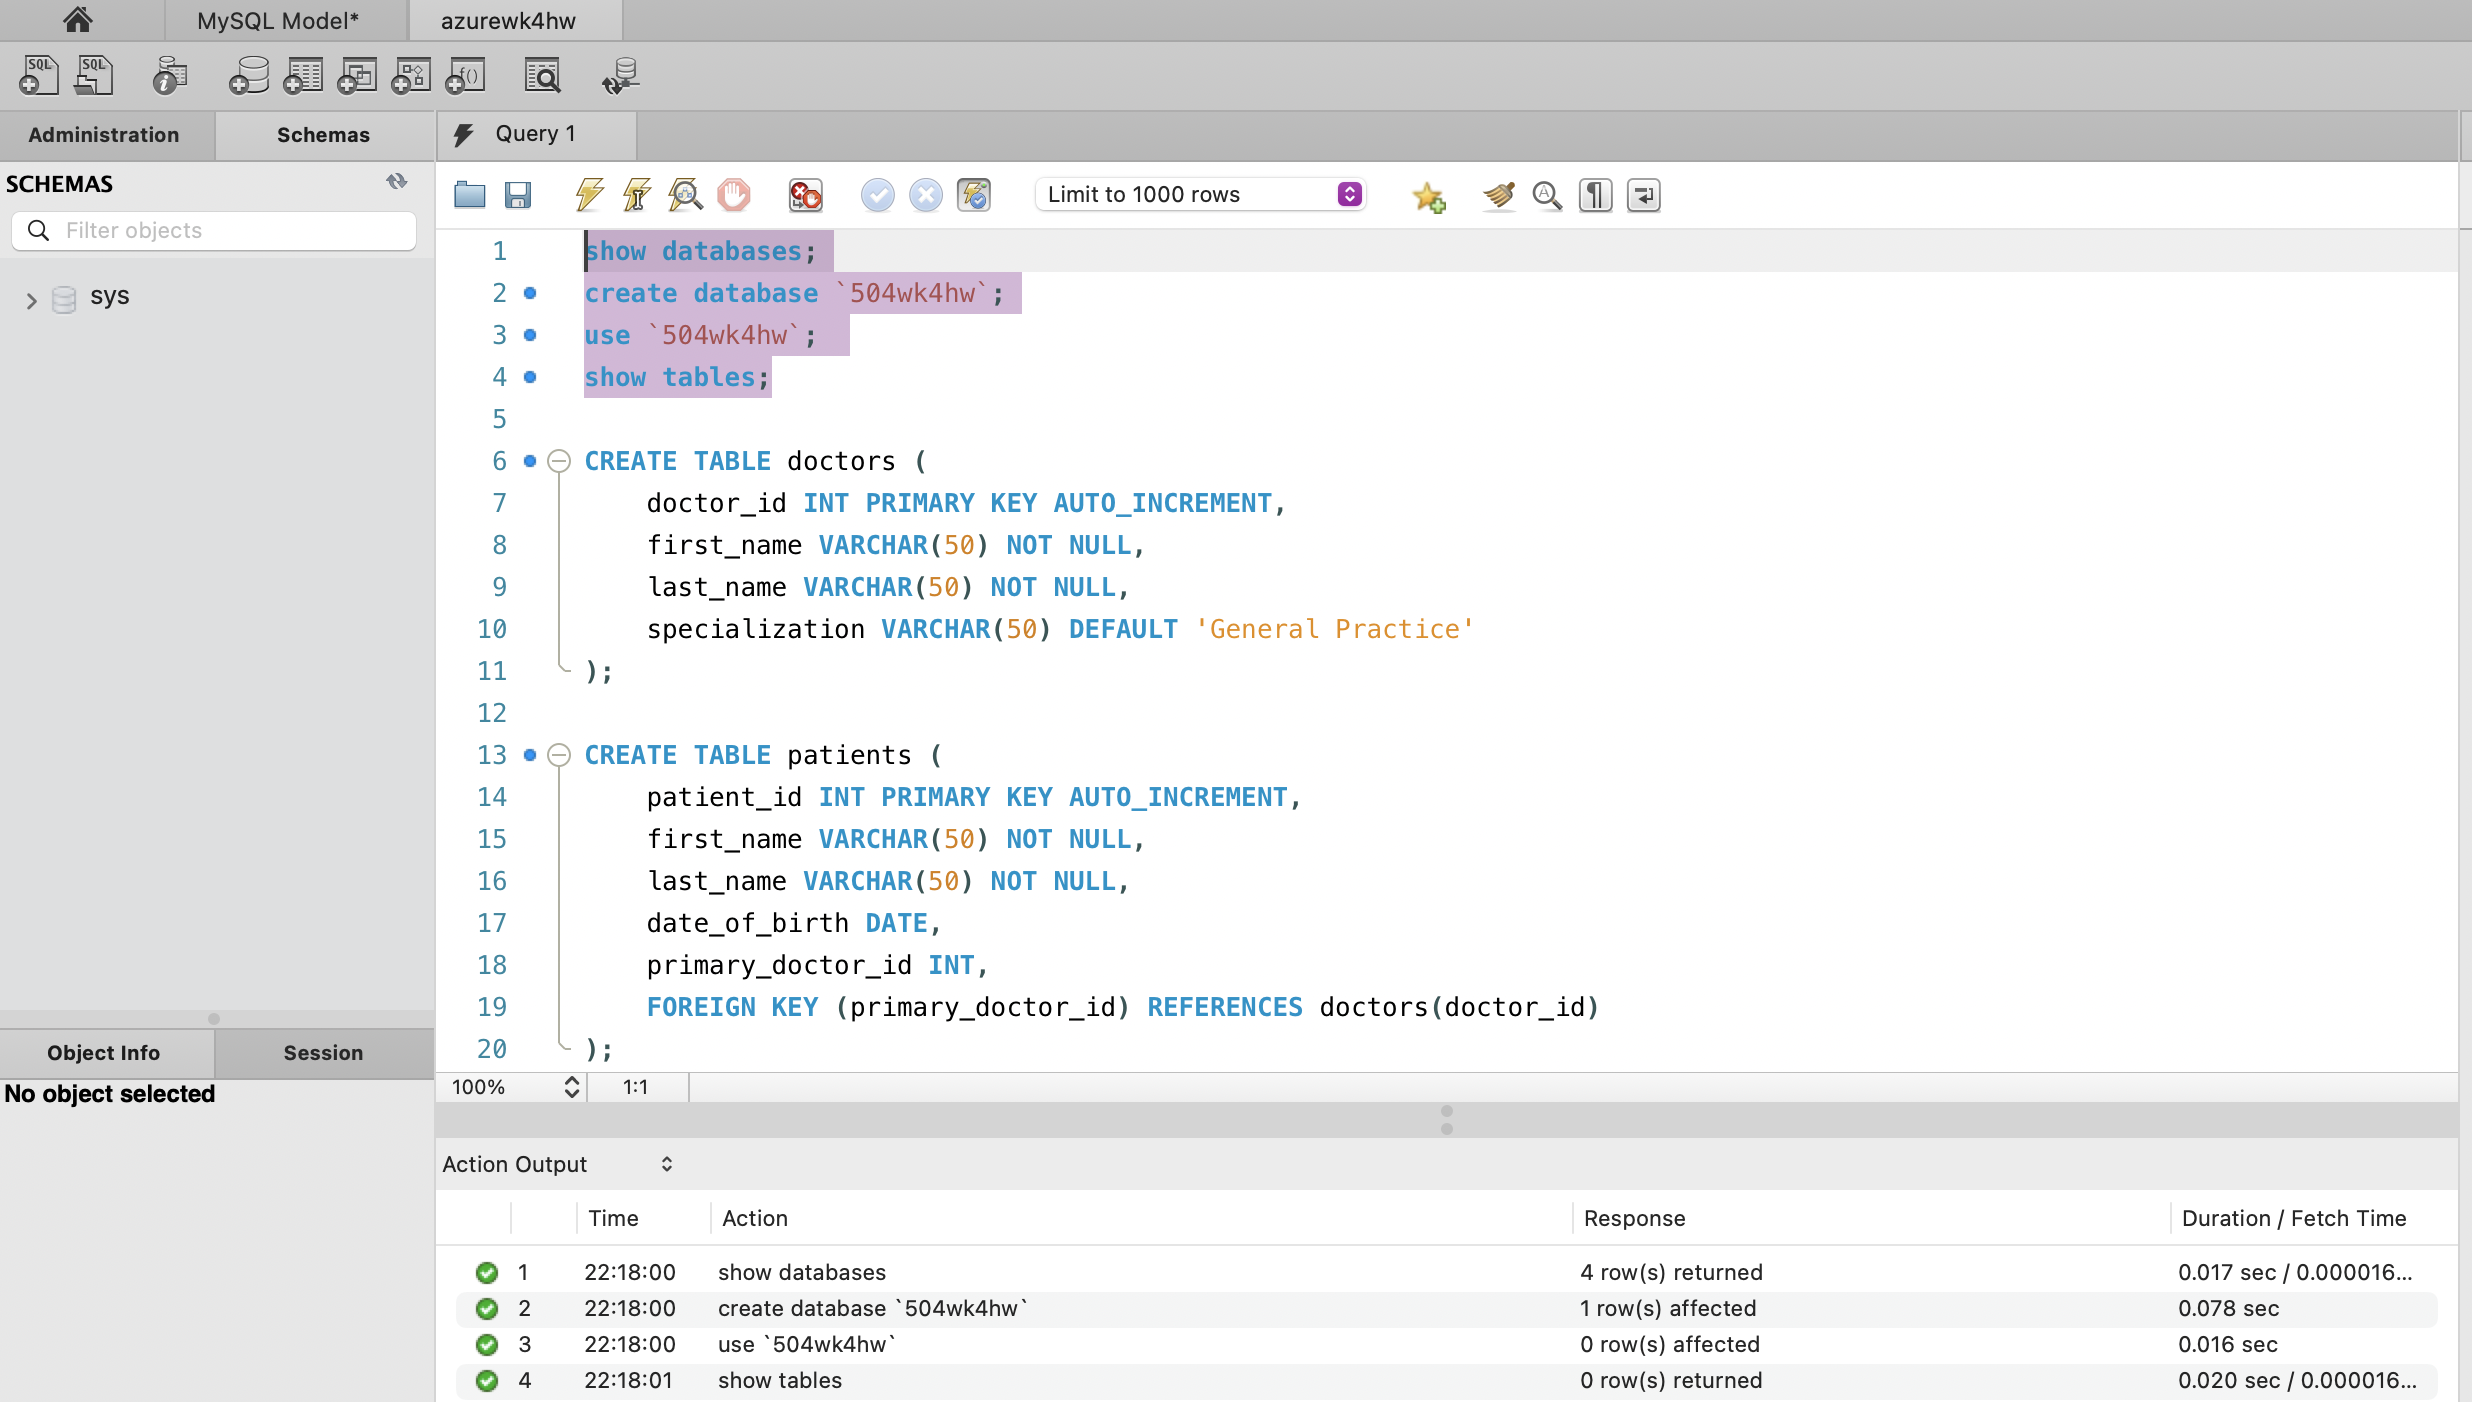 MySQL Model*
azurewk4hw
SQL
SQL
Administration
Schemas
Query 1
SCHEMAS
Filter objects
sys
Limit to 1000 rows
1 show databases;
2 create database `504wk4hw`;
3 use `504wk4hw`;
4 show tables;
5
6 CREATE TABLE doctors (
7 doctor_id INT PRIMARY KEY AUTO_INCREMENT,
8 first_name VARCHAR(50) NOT NULL,
9 last_name VARCHAR(50) NOT NULL,
10 specialization VARCHAR(50) DEFAULT 'General Practice'
11 );
12
13 CREATE TABLE patients (
14 patient_id INT PRIMARY KEY AUTO_INCREMENT,
15 first_name VARCHAR(50) NOT NULL,
16 last_name VARCHAR(50) NOT NULL,
17 date_of_birth DATE,
18 primary_doctor_id INT,
19 FOREIGN KEY (primary_doctor_id) REFERENCES doctors(doctor_id)
20 );
100% 1:1
Object Info
Session
No object selected
Action Output
Time Action Response Duration / Fetch Time
1 22:18:00 show databases 4 row(s) returned 0.017 sec / 0.000016...
2 22:18:00 create database `504wk4hw` 1 row(s) affected 0.078 sec
3 22:18:00 use `504wk4hw` 0 row(s) affected 0.016 sec
4 22:18:01 show tables 0 row(s) returned 0.020 sec / 0.000016...